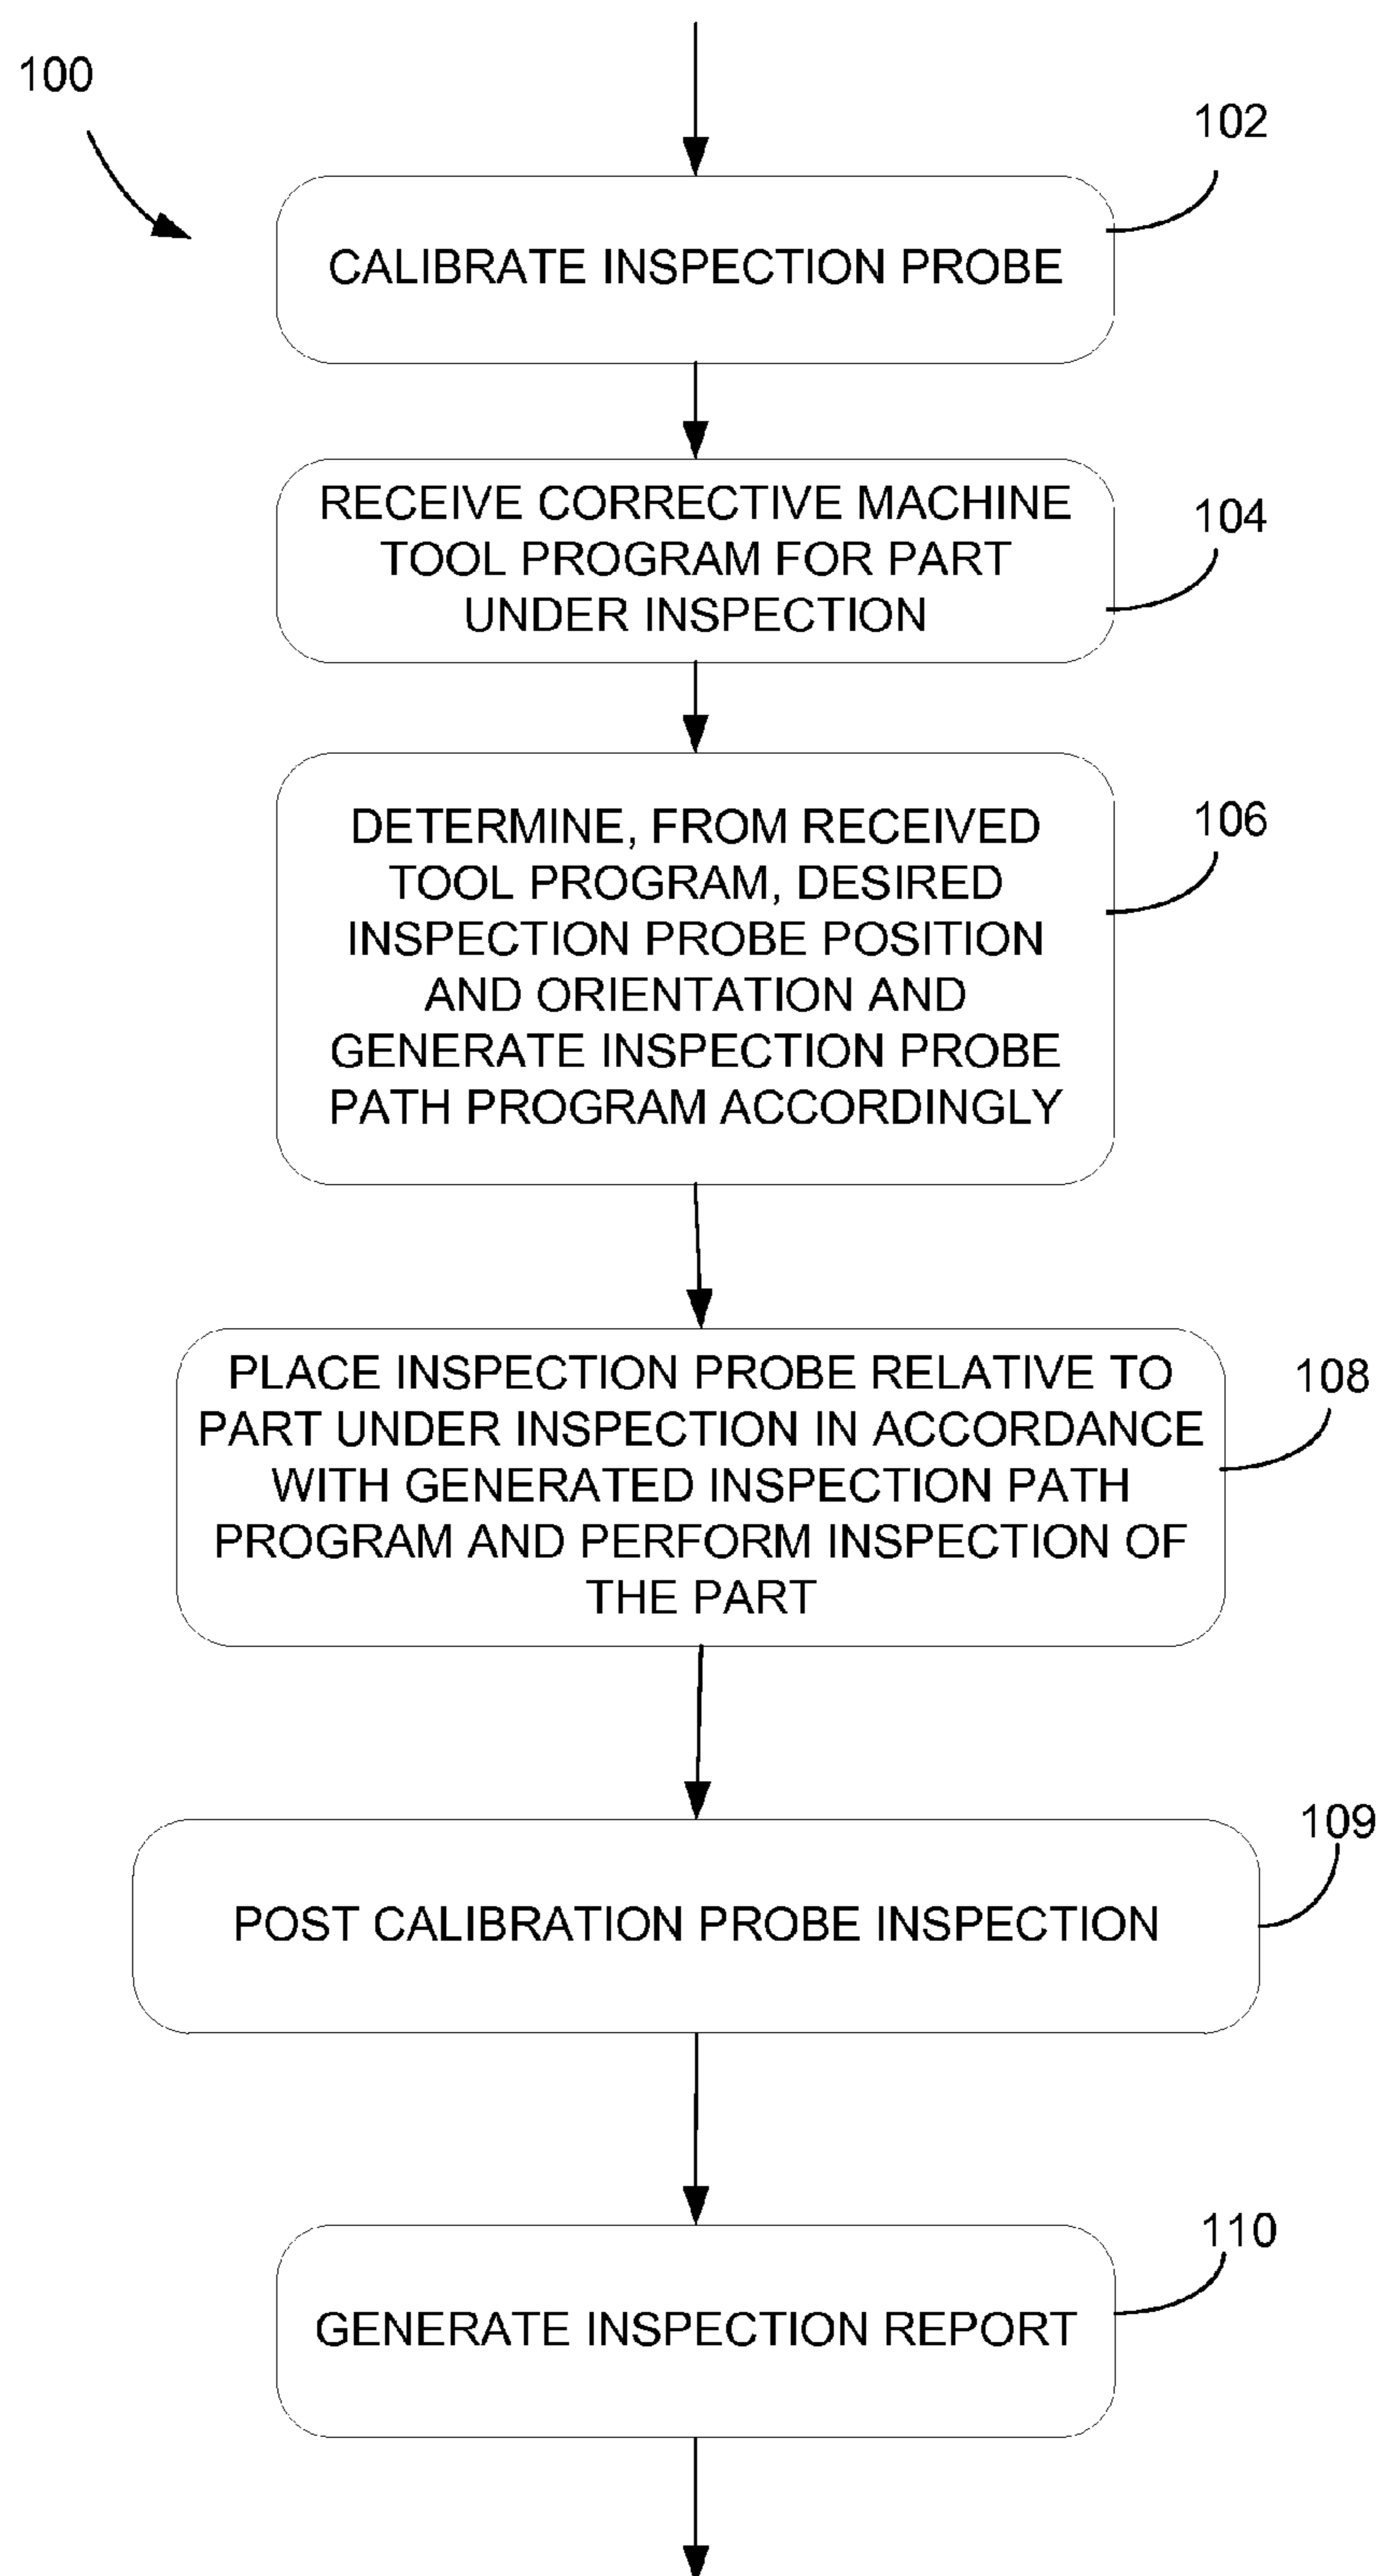 100
102
CALIBRATE INSPECTION PROBE
RECEIVE CORRECTIVE MACHINE
TOOL PROGRAM FOR PART
UNDER INSPECTION
104
DETERMINE, FROM RECEIVED
TOOL PROGRAM, DESIRED
INSPECTION PROBE POSITION
AND ORIENTATION AND
GENERATE INSPECTION PROBE
PATH PROGRAM ACCORDINGLY
106
PLACE INSPECTION PROBE RELATIVE TO
PART UNDER INSPECTION IN ACCORDANCE
WITH GENERATED INSPECTION PATH
PROGRAM AND PERFORM INSPECTION OF
THE PART
108
109
POST CALIBRATION PROBE INSPECTION
110
GENERATE INSPECTION REPORT